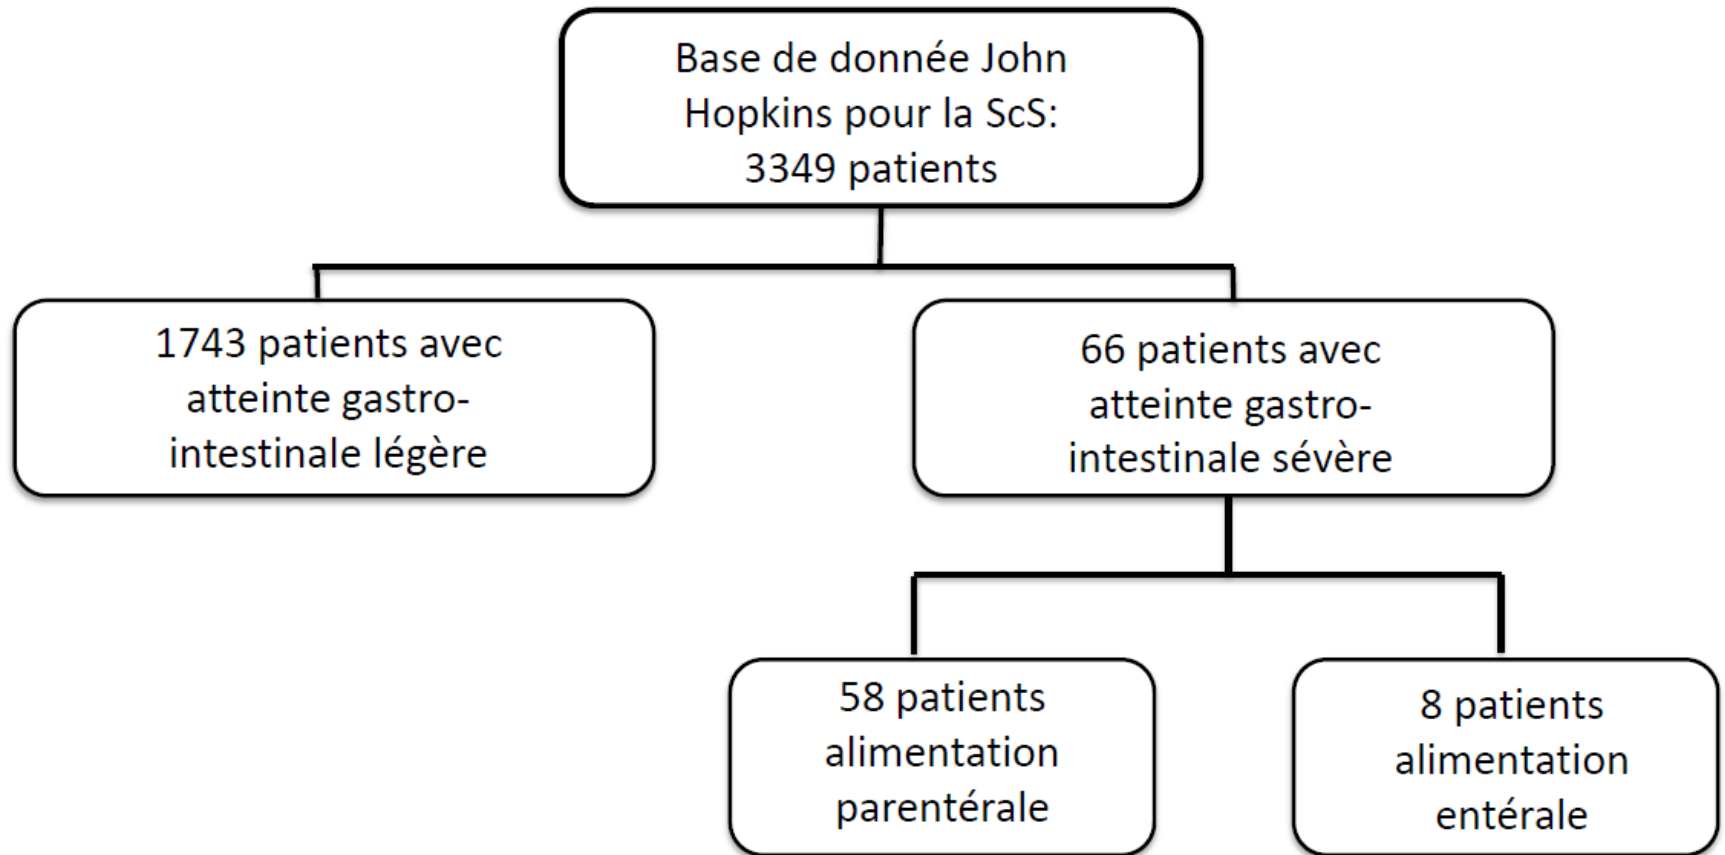 Base de donnée John
Hopkins pour la ScS:
3349 patients
1743 patients avec
atteinte gastro-
intestinale légère
66 patients avec
atteinte gastro-
intestinale sévère
58 patients
alimentation
parentérale
8 patients
alimentation
entérale